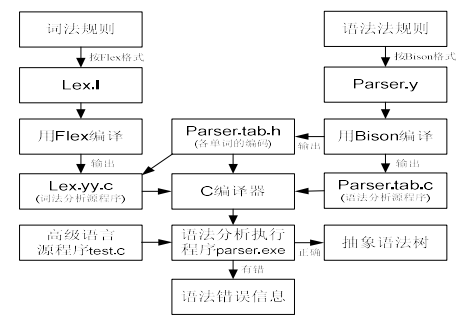 词法规则
语法法规则
按Flex格式
按Bison格式
Lex.l
Parser.y
用Flex编译
Parser.tab.h
(各单词的编码)
输出
用Bison编译
输出
输出
Lex.yy.c
(词法分析源程序)
C编译器
Parser.tab.c
(语法分析源程序)
高级语言
源程序test.c
语法分析执行
程序parser.exe
正确
抽象语法树
有错
语法错误信息